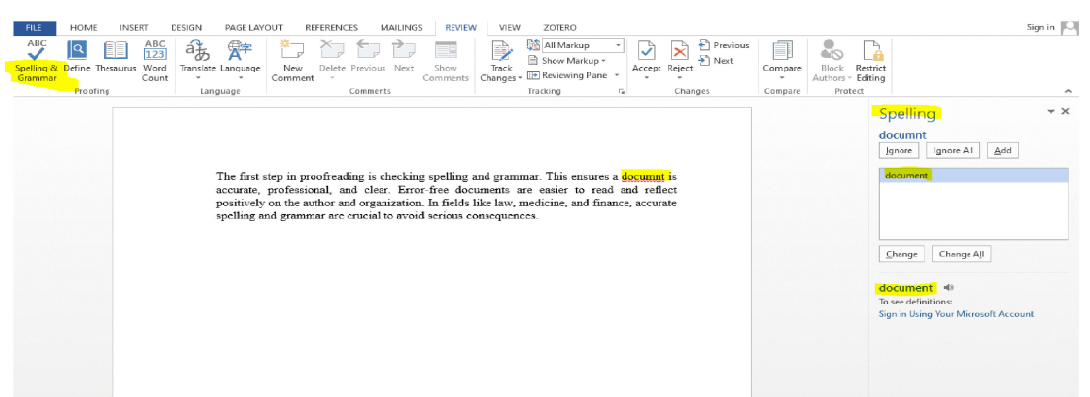 FILE HOME INSERT DESIGN PAGE LAYOUT REFERENCES MAILINGS REVIEW VIEW ZOTERO Sign in
ABC Spelling & Grammar Define Thesaurus ABC 123 Word Count
Proofing
Translate Language
Language
New Comment Delete Previous Next Show Comments
Comments
Track Changes All Markup
Show Markup
Reviewing Pane
Tracking
Accept Reject Previous
Next
Changes
Compare
Compare
Block Authors Restrict Editing
Protect
The first step in proofreading is checking spelling and grammar. This ensures a documnt is
accurate, professional, and clear. Error-free documents are easier to read and reflect
positively on the author and organization. In fields like law, medicine, and finance, accurate
spelling and grammar are crucial to avoid serious consequences.
Spelling
documnt
Ignore Ignore All Add
document
Change Change All
document
To see definitions:
Sign in Using Your Microsoft Account